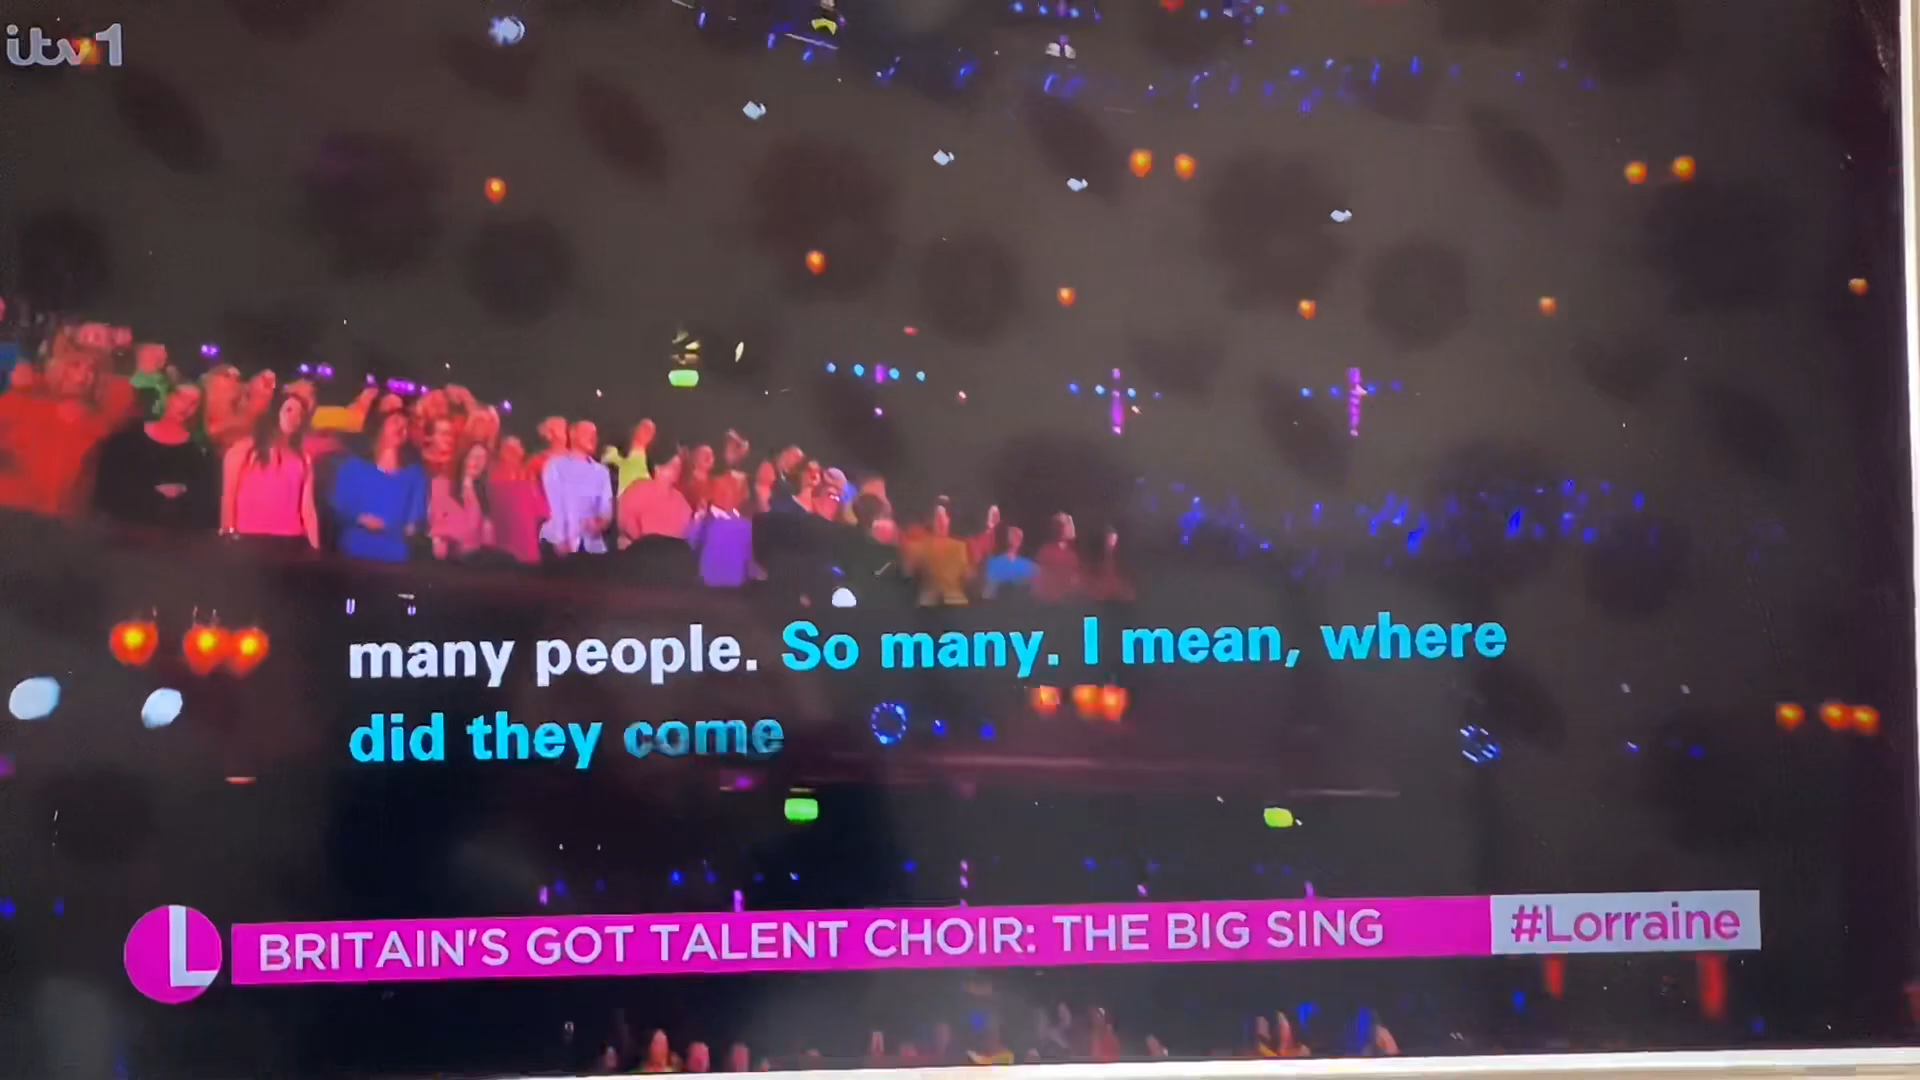 itv1
many people. So many. I mean, where
did they come
L
BRITAIN'S GOT TALENT CHOIR: THE BIG SING
#Lorraine